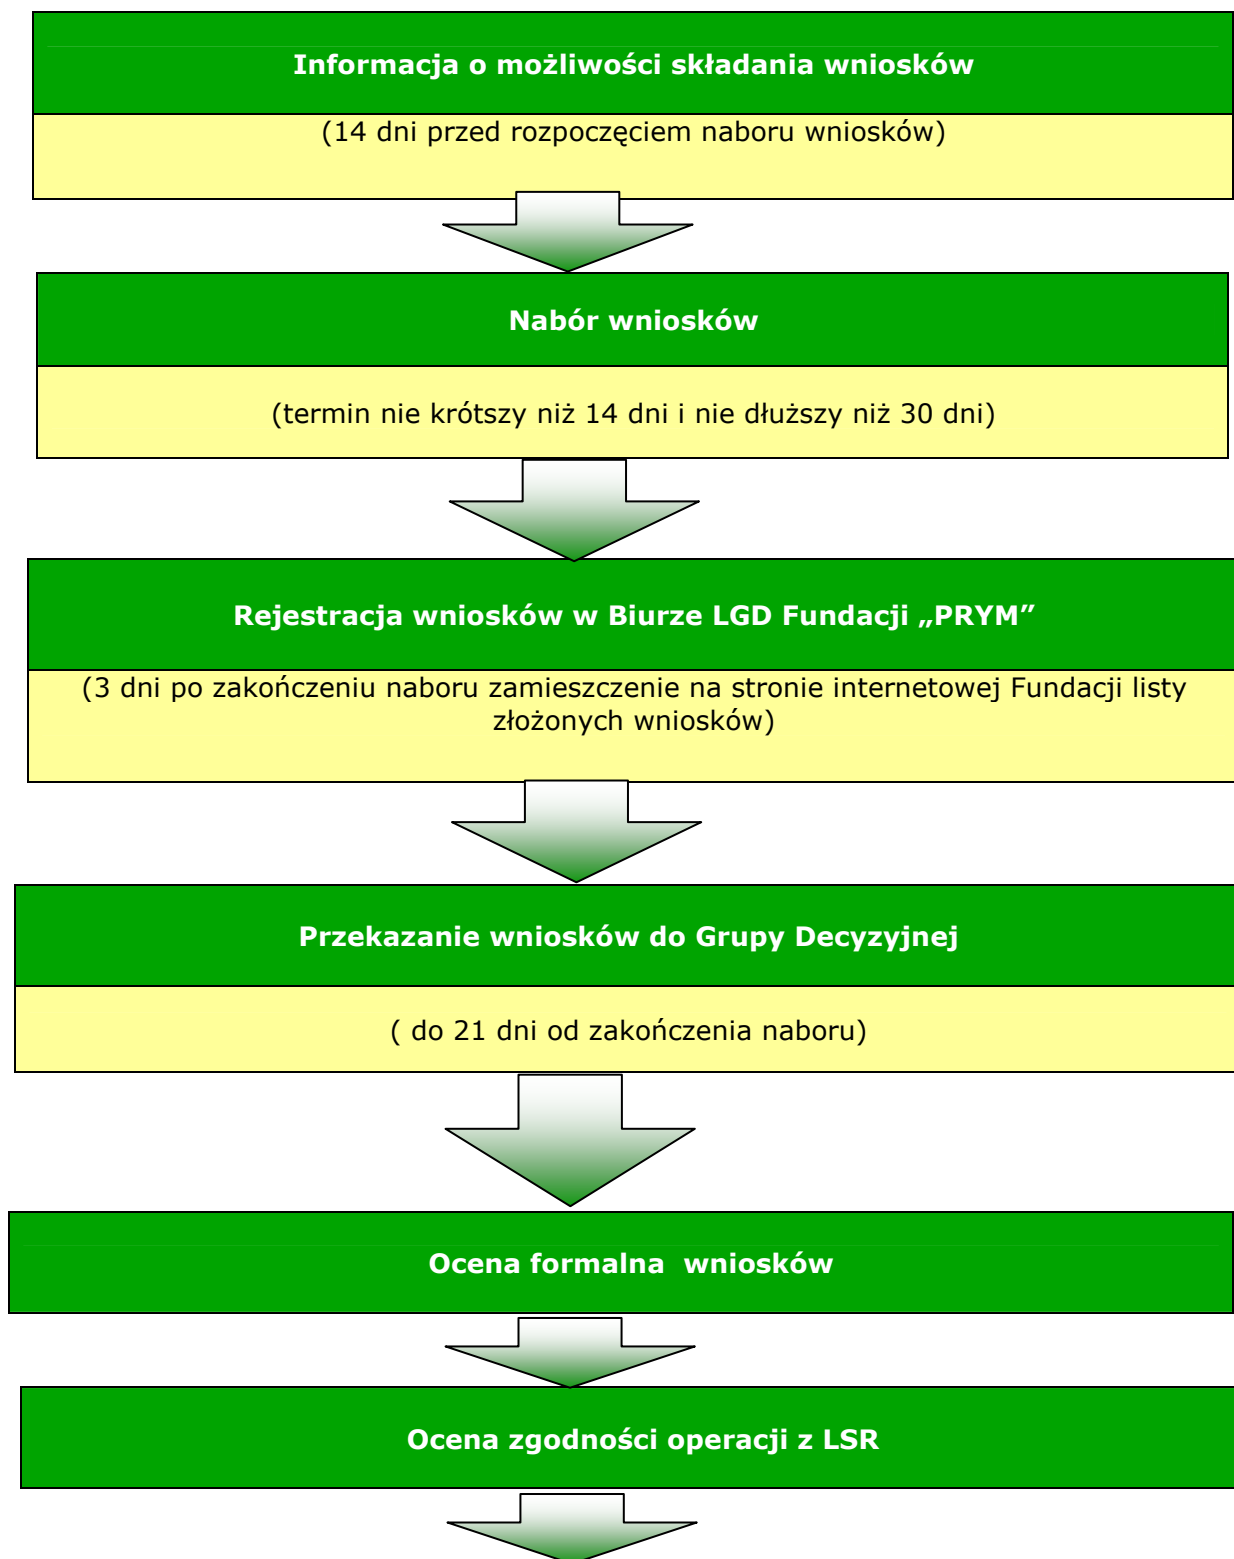 Informacja o możliwości składania wniosków
(14 dni przed rozpoczęciem naboru wniosków)
Nabór wniosków
(termin nie krótszy niż 14 dni i nie dłuższy niż 30 dni)
Rejestracja wniosków w Biurze LGD Fundacji „PRYM”
(3 dni po zakończeniu naboru zamieszczenie na stronie internetowej Fundacji listy
złożonych wniosków)
Przekazanie wniosków do Grupy Decyzyjnej
( do 21 dni od zakończenia naboru)
Ocena formalna  wniosków
Ocena zgodności operacji z LSR